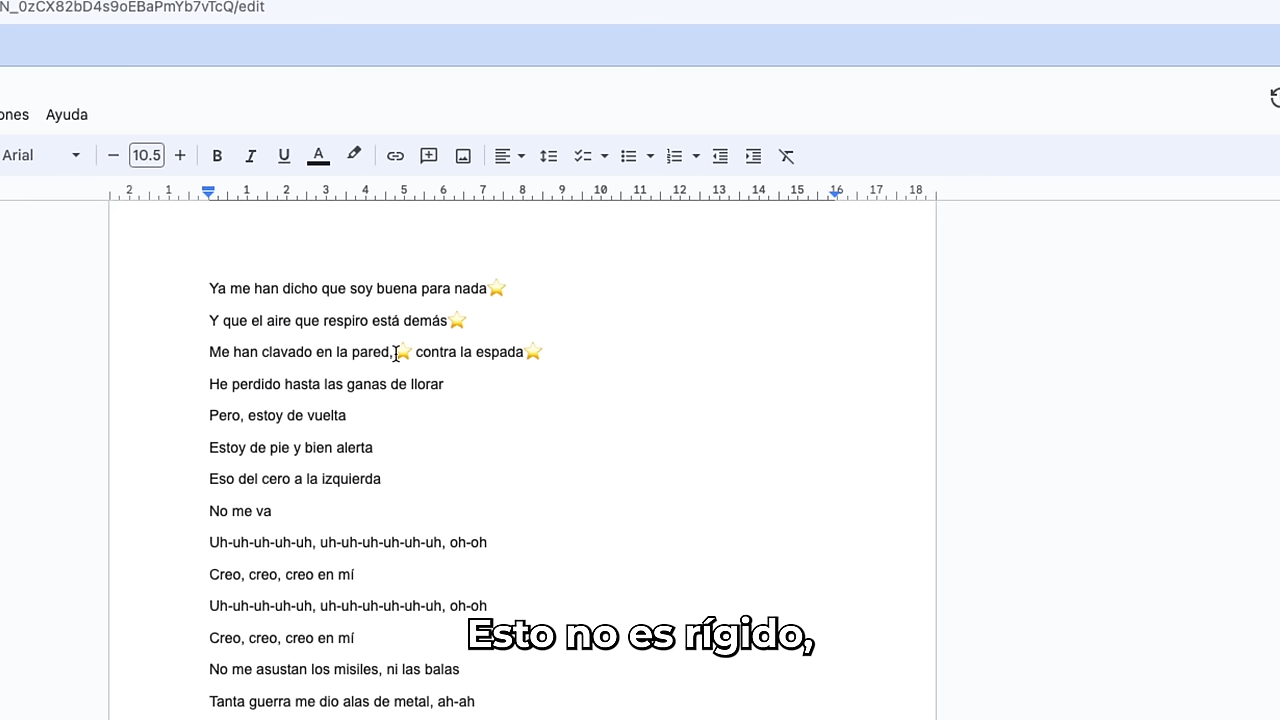 N_0zCX82bD4s9oEBaPmYb7vTcQ/edit
ones Ayuda
Arial 10.5 B I U A
2 1 1 2 3 4 5 6 7 8 9 10 11 12 13 14 15 16 17 18
Ya me han dicho que soy buena para nada⭐
Y que el aire que respiro está demás⭐
Me han clavado en la pared,⭐ contra la espada⭐
He perdido hasta las ganas de llorar
Pero, estoy de vuelta
Estoy de pie y bien alerta
Eso del cero a la izquierda
No me va
Uh-uh-uh-uh-uh, uh-uh-uh-uh-uh-uh, oh-oh
Creo, creo, creo en mí
Uh-uh-uh-uh-uh, uh-uh-uh-uh-uh-uh, oh-oh
Creo, creo, creo en mí
Esto no es rígido,
No me asustan los misiles, ni las balas
Tanta guerra me dio alas de metal, ah-ah